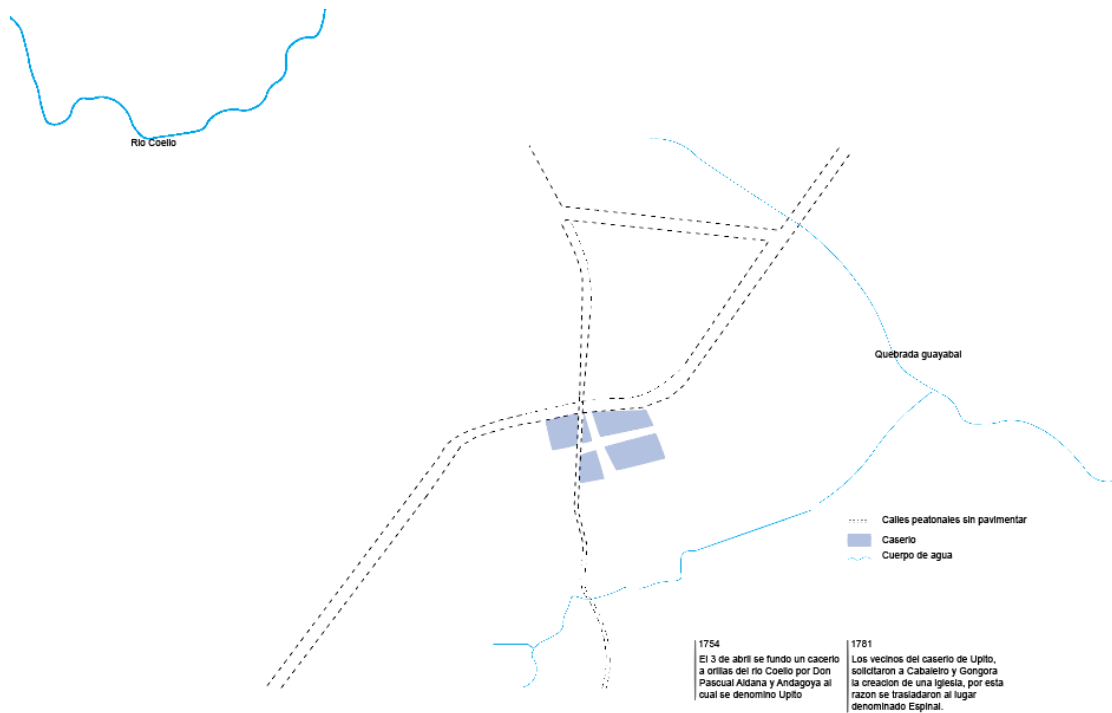 Rio Coello
Quebrada guayabal
Calles peatonales sin pavimentar
Caserio
Cuerpo de agua
1754
El 3 de abril se fundo un cacerio
a orillas del rio Coello por Don
Pascual Aldana y Andagoya al
cual se denomino Upito
1781
Los vecinos del caserio de Upito,
solicitaron a Cabaleiro y Gongora
la creacion de una iglesia, por esta
razon se trasladaron al lugar
denominado Espinal.